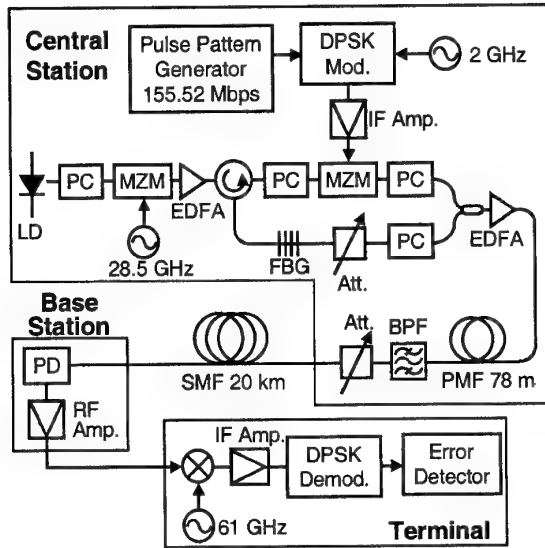 Central
Station
Pulse Pattern
Generator
155.52 Mbps
DPSK
Mod.
2 GHz
IF Amp.
PC
MZM
EDFA
PC
MZM
PC
LD
28.5 GHz
FBG
Att.
PC
EDFA
Base
Station
PD
RF
Amp.
SMF 20 km
Att.
BPF
PMF 78 m
IF Amp.
DPSK
Demod.
Error
Detector
61 GHz
Terminal